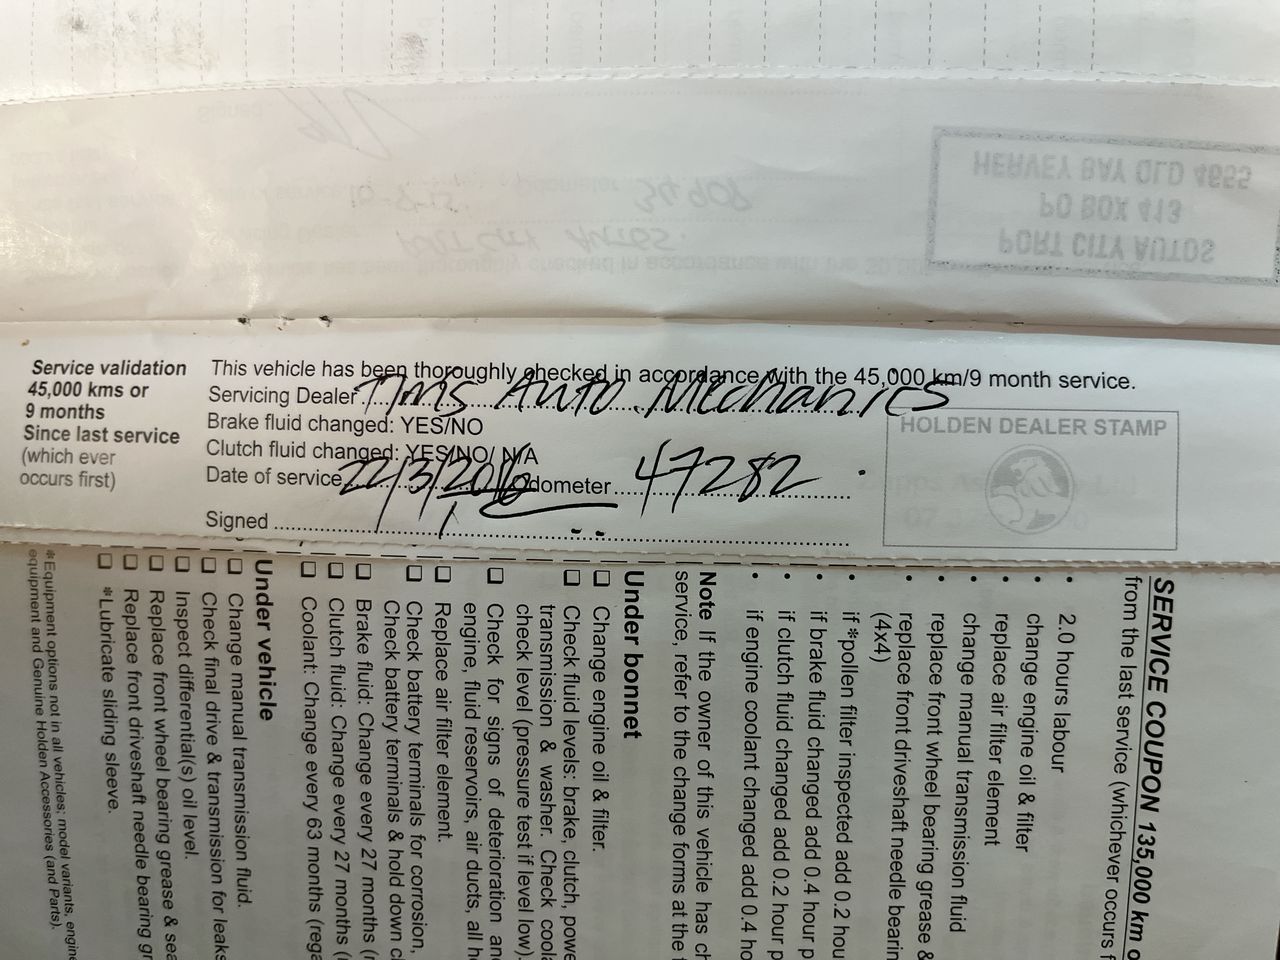 HERVEY BAY QLD 4655
PO BOX 413
PORT CITY AUTOS
34908
PORT CITY AUTOS.
Service validation
45,000 kms or
9 months
Since last service
(which ever
occurs first)
This vehicle has been thoroughly checked in accordance with the 45,000 km/9 month service.
Servicing Dealer Tims Auto Mechanics
Brake fluid changed: YES/NO
Clutch fluid changed: YES/NO/ N/A
Date of service 22/3/2016 Odometer 47282
Signed
HOLDEN DEALER STAMP
SERVICE COUPON 135,000 km
from the last service (whichever occurs
• 2.0 hours labour
• change engine oil & filter
• replace air filter element
• change manual transmission fluid
• replace front wheel bearing grease &
• replace front driveshaft needle
(4x4)
• if *pollen filter inspected add 0.2
• if brake fluid changed add 0.4 hour
• if clutch fluid changed add 0.2 hour
• if engine coolant changed add 0.4
Note If the owner of this vehicle has
service, refer to the change forms at the
Under bonnet
☐ Change engine oil & filter.
☐ Check fluid levels: brake, clutch,
transmission & washer. Check
check level (pressure test if level low).
☐ Check for signs of deterioration
engine, fluid reservoirs, air ducts, all
☐ Replace air filter element.
☐ Check battery terminals for corrosion,
Check battery terminals & hold down
☐ Brake fluid: Change every 27 months
☐ Clutch fluid: Change every 27 months
☐ Coolant: Change every 63 months
Under vehicle
☐ Change manual transmission fluid.
☐ Check final drive & transmission for leaks
☐ Inspect differential(s) oil level.
☐ Replace front wheel bearing grease &
☐ Replace front driveshaft needle bearing
☐ *Lubricate sliding sleeve.
*Equipment options not in all vehicles; model variants, engine
equipment and Genuine Holden Accessories (and Parts).